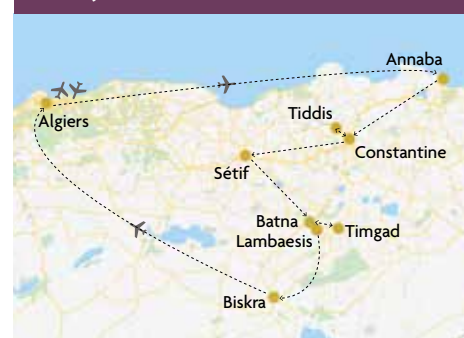 Annaba
Algiers
Tiddis
Constantine
Sétif
Batna
Lambaesis
Timgad
Biskra